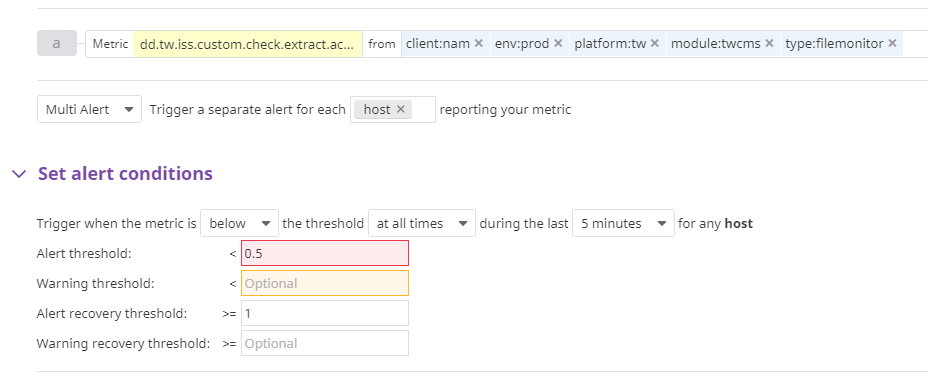 a Metric dd.tw.iss.custom.check.extract.ac... from client:nam × env:prod × platform:tw × module:twcms × type:filemonitor ×
Multi Alert Trigger a separate alert for each host × reporting your metric
Set alert conditions
Trigger when the metric is below the threshold at all times during the last 5 minutes for any host
Alert threshold: < 0.5
Warning threshold: < Optional
Alert recovery threshold: >= 1
Warning recovery threshold: >= Optional